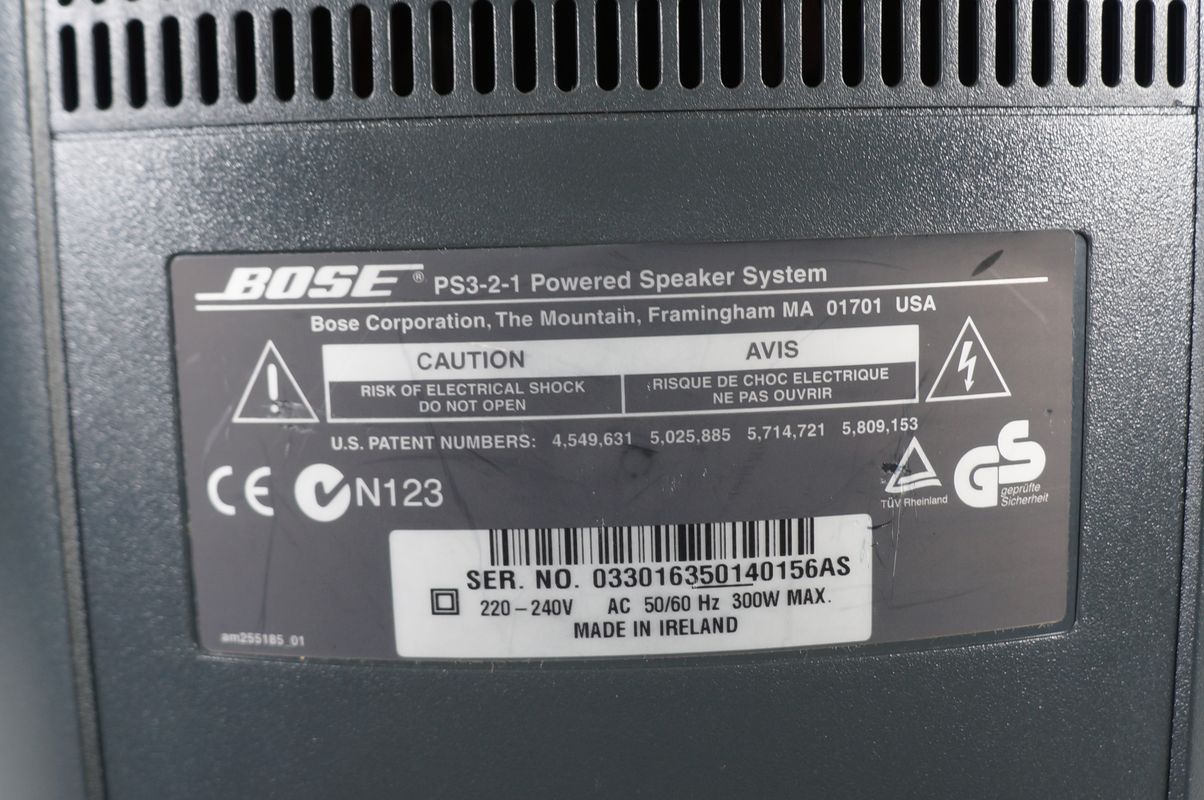 BOSE® PS3-2-1 Powered Speaker System
Bose Corporation, The Mountain, Framingham MA 01701 USA
CAUTION
RISK OF ELECTRICAL SHOCK
DO NOT OPEN
AVIS
RISQUE DE CHOC ELECTRIQUE
NE PAS OUVRIR
U.S. PATENT NUMBERS: 4,549,631 5,025,885 5,714,721 5,809,153
CE N123
TÜV Rheinland
GS
geprüfte
Sicherheit
SER. NO. 033016350140156AS
220-240V AC 50/60 Hz 300W MAX.
MADE IN IRELAND
am255185_01